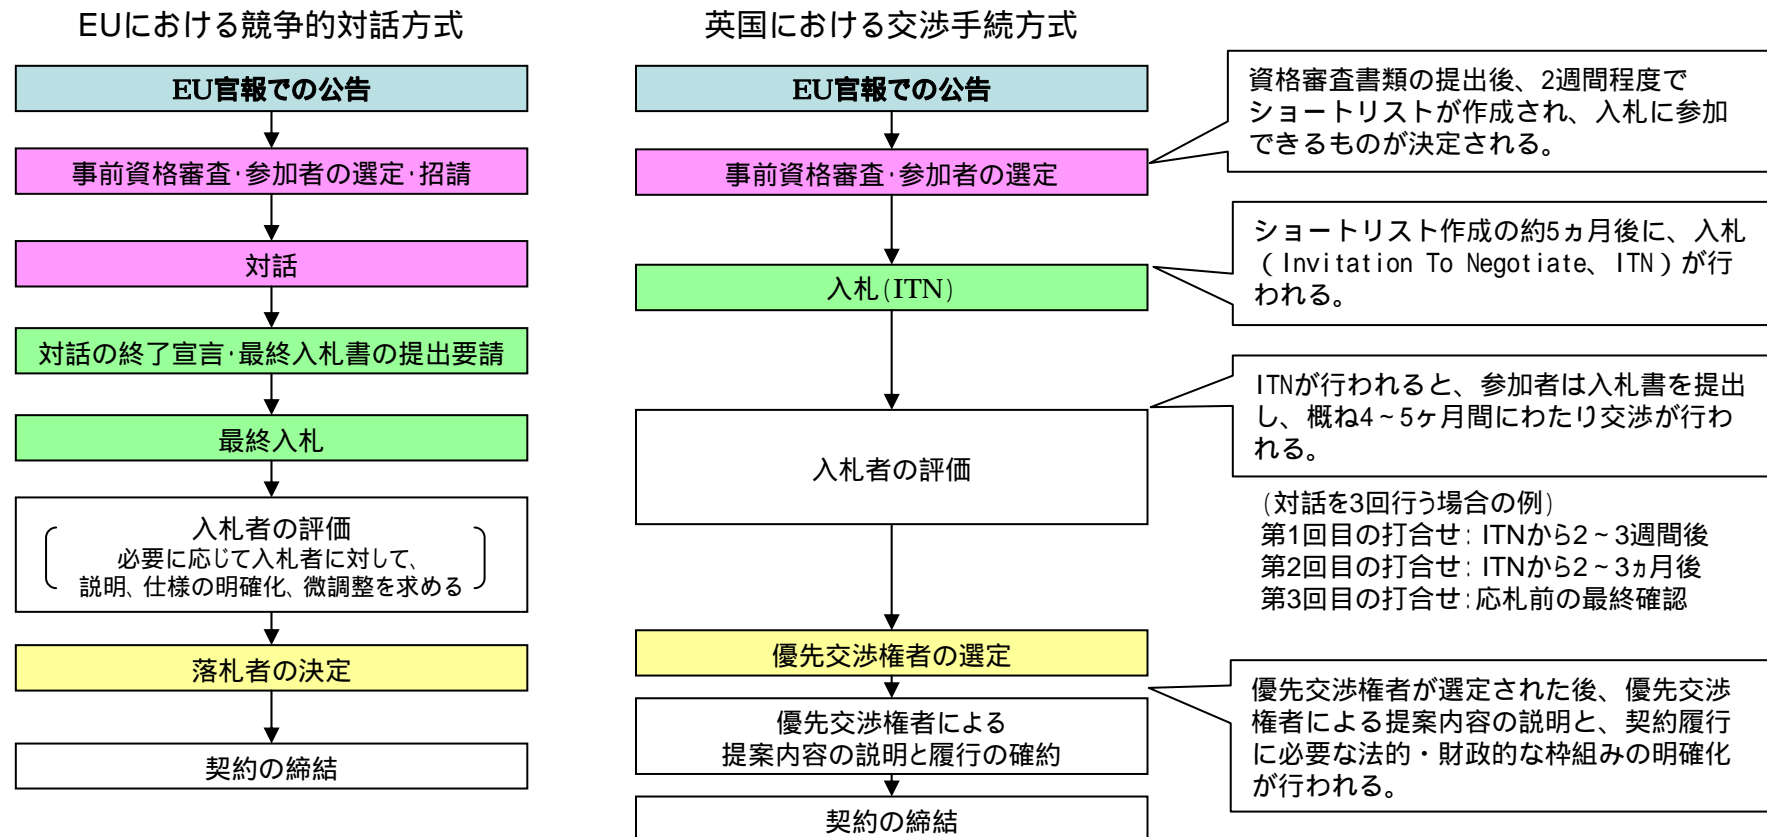 EUにおける競争的対話方式
EU官報での公告
事前資格審査・参加者の選定・招請
対話
対話の終了宣言・最終入札書の提出要請
最終入札
入札者の評価
必要に応じて入札者に対して、
説明、仕様の明確化、微調整を求める
落札者の決定
契約の締結
英国における交渉手続方式
EU官報での公告
事前資格審査・参加者の選定
入札(ITN)
入札者の評価
優先交渉権者の選定
優先交渉権者による
提案内容の説明と履行の確約
契約の締結
資格審査書類の提出後、2週間程度で
ショートリストが作成され、入札に参加
できるものが決定される。
ショートリスト作成の約5ヵ月後に、入札
(Invitation To Negotiate、ITN)が行
われる。
ITNが行われると、参加者は入札書を提出
し、概ね4~5ヶ月間にわたり交渉が行わ
れる。
(対話を3回行う場合の例)
第1回目の打合せ:ITNから2~3週間後
第2回目の打合せ:ITNから2~3ヵ月後
第3回目の打合せ:応札前の最終確認
優先交渉権者が選定された後、優先交渉
権者による提案内容の説明と、契約履行
に必要な法的・財政的な枠組みの明確化
が行われる。